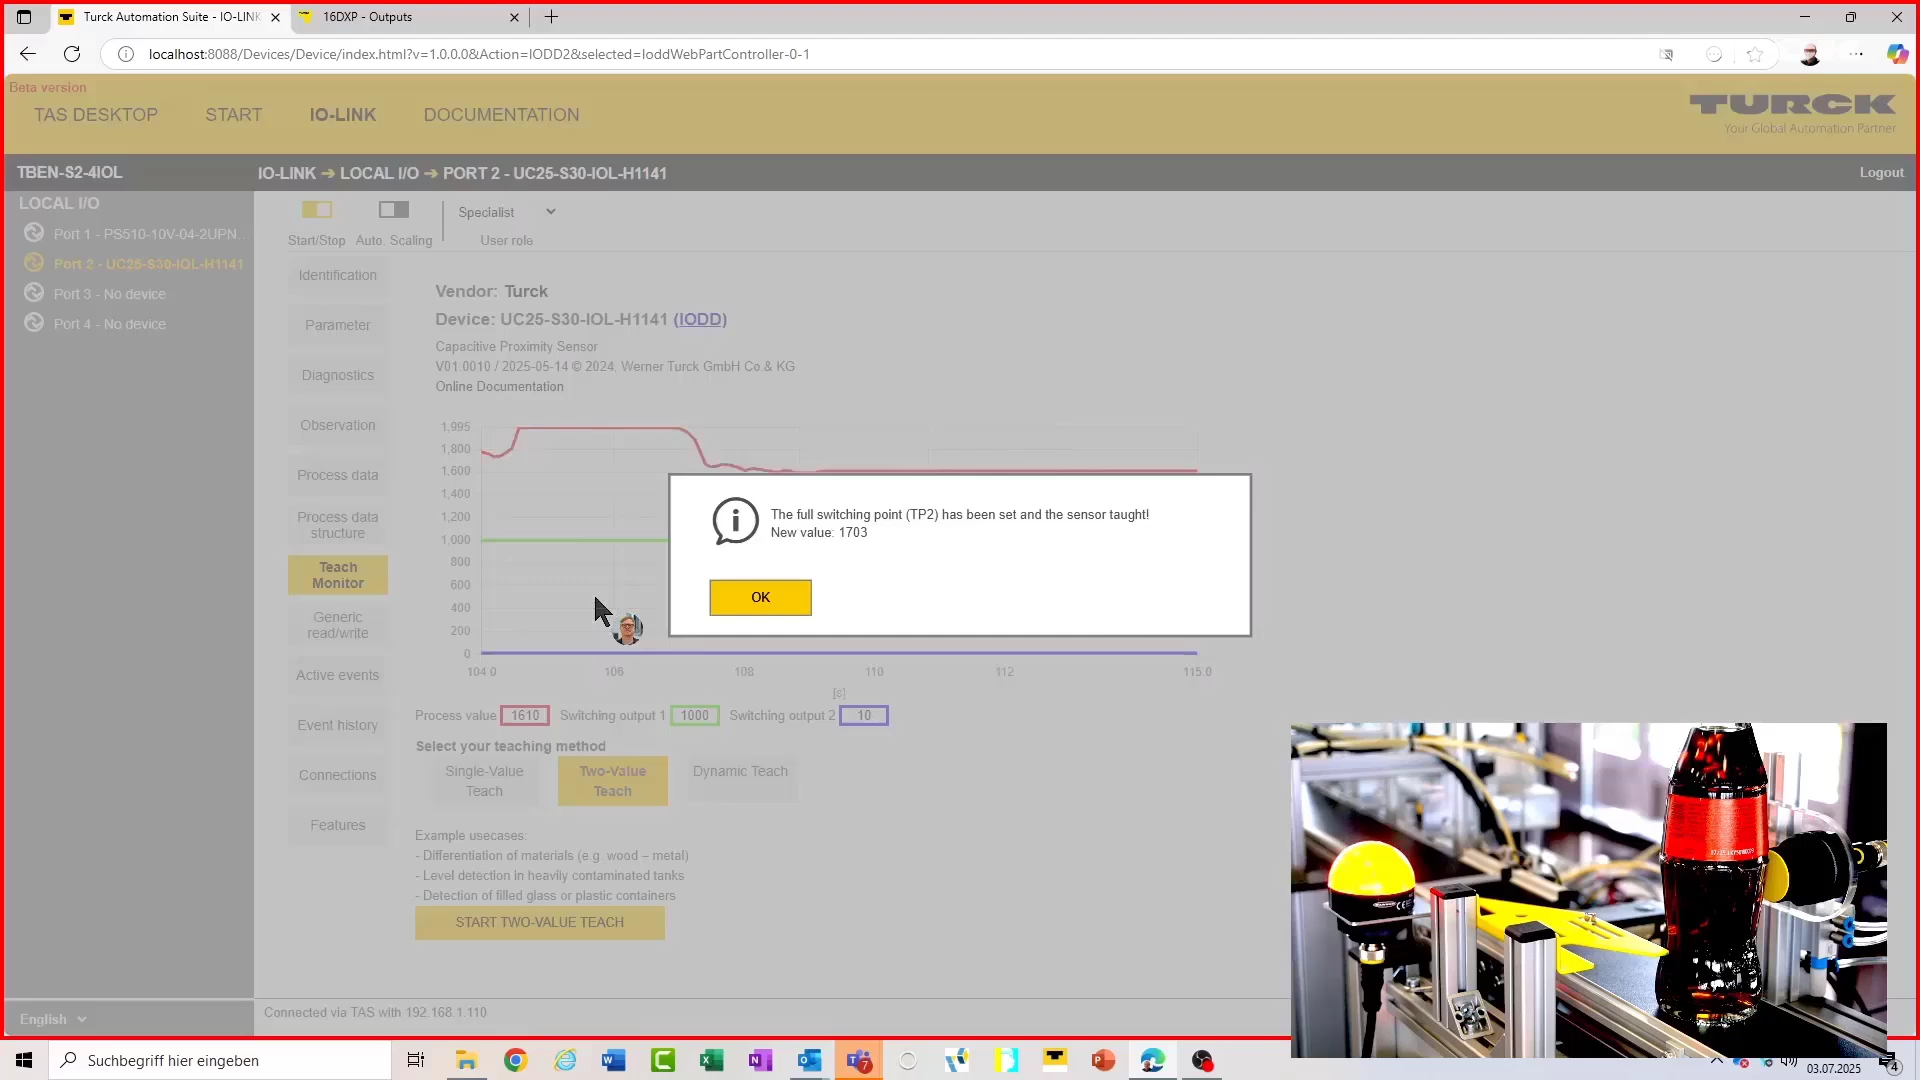 Turck Automation Suite - IO-LINK
16DXP - Outputs
localhost:8088/Devices/Device/index.html?v=1.0.0.0&Action=IODD2&selected=IoddWebPartController-0-1
Beta version
TAS DESKTOP
START
IO-LINK
DOCUMENTATION
TURCK
Your Global Automation Partner
TBEN-S2-4IOL
IO-LINK ➔ LOCAL I/O ➔ PORT 2 - UC25-S30-IOL-H1141
Logout
LOCAL I/O
Port 1 - PS510-10V-04-2UPN...
Port 2 - UC25-S30-IOL-H1141
Port 3 - No device
Port 4 - No device
Start/Stop
Auto. Scaling
Specialist
User role
Identification
Parameter
Diagnostics
Observation
Process data
Process data
structure
Teach
Monitor
Generic
read/write
Active events
Event history
Connections
Features
Vendor: Turck
Device: UC25-S30-IOL-H1141 (IODD)
Capacitive Proximity Sensor
V01.0010 / 2025-05-14 © 2024, Werner Turck GmbH Co.& KG
Online Documentation
1,995
1,800
1,600
1,400
1,200
1,000
800
600
400
200
0
104.0
106
108
110
112
115.0
[s]
The full switching point (TP2) has been set and the sensor taught!
New value: 1703
OK
Process value 1610 Switching output 1 1000 Switching output 2 10
Select your teaching method
Single-Value
Teach
Two-Value
Teach
Dynamic Teach
Example usecases:
- Differentiation of materials (e.g. wood – metal)
- Level detection in heavily contaminated tanks
- Detection of filled glass or plastic containers
START TWO-VALUE TEACH
Connected via TAS with 192.168.1.110
English
Suchbegriff hier eingeben
03.07.2025
4